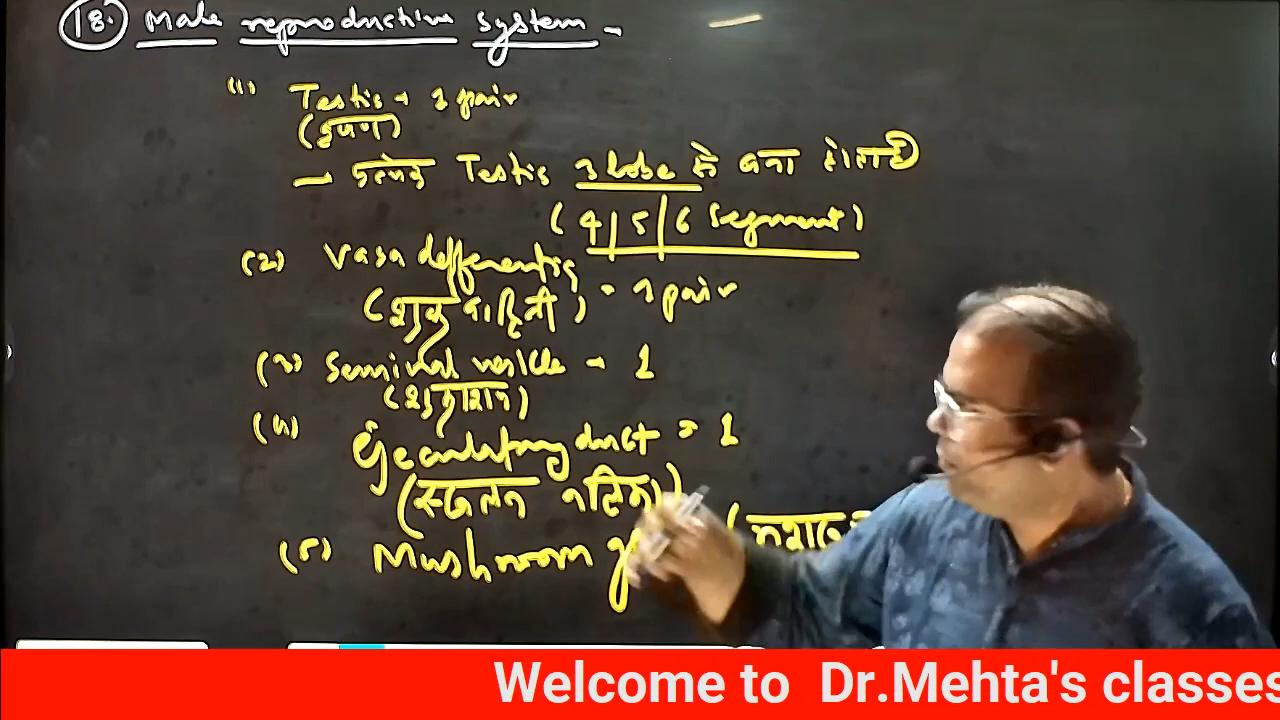 18. Male reproductive system -
(1) Testis - 1 pair
(वृषण)
- प्रत्येक Testis 3 lobe से बना होता है
( 4 | 5 | 6 Segment )
(2) Vasa defferentia
(शुक्र वाहिनी) - 1 pair
(3) Seminal vesicle - 1
(शुक्राशय)
(4)
Ejeculatory duct = 1
(स्खलन नलिका)
(5) Mushroom
Welcome to Dr.Mehta's classes